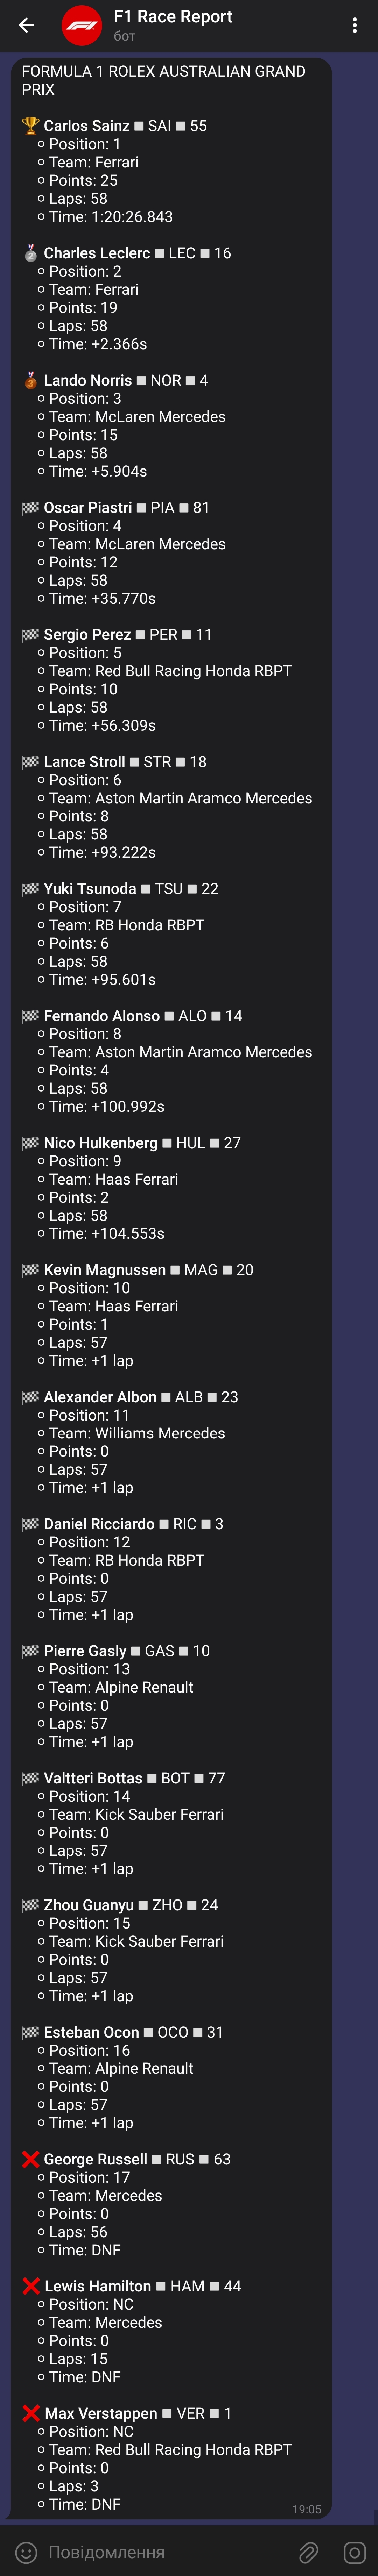 F1 Race Report
бот
FORMULA 1 ROLEX AUSTRALIAN GRAND
PRIX
🏆 Carlos Sainz ◽ SAI ◽ 55
○ Position: 1
○ Team: Ferrari
○ Points: 25
○ Laps: 58
○ Time: 1:20:26.843
🥈 Charles Leclerc ◽ LEC ◽ 16
○ Position: 2
○ Team: Ferrari
○ Points: 19
○ Laps: 58
○ Time: +2.366s
🥉 Lando Norris ◽ NOR ◽ 4
○ Position: 3
○ Team: McLaren Mercedes
○ Points: 15
○ Laps: 58
○ Time: +5.904s
🏁 Oscar Piastri ◽ PIA ◽ 81
○ Position: 4
○ Team: McLaren Mercedes
○ Points: 12
○ Laps: 58
○ Time: +35.770s
🏁 Sergio Perez ◽ PER ◽ 11
○ Position: 5
○ Team: Red Bull Racing Honda RBPT
○ Points: 10
○ Laps: 58
○ Time: +56.309s
🏁 Lance Stroll ◽ STR ◽ 18
○ Position: 6
○ Team: Aston Martin Aramco Mercedes
○ Points: 8
○ Laps: 58
○ Time: +93.222s
🏁 Yuki Tsunoda ◽ TSU ◽ 22
○ Position: 7
○ Team: RB Honda RBPT
○ Points: 6
○ Laps: 58
○ Time: +95.601s
🏁 Fernando Alonso ◽ ALO ◽ 14
○ Position: 8
○ Team: Aston Martin Aramco Mercedes
○ Points: 4
○ Laps: 58
○ Time: +100.992s
🏁 Nico Hulkenberg ◽ HUL ◽ 27
○ Position: 9
○ Team: Haas Ferrari
○ Points: 2
○ Laps: 58
○ Time: +104.553s
🏁 Kevin Magnussen ◽ MAG ◽ 20
○ Position: 10
○ Team: Haas Ferrari
○ Points: 1
○ Laps: 57
○ Time: +1 lap
🏁 Alexander Albon ◽ ALB ◽ 23
○ Position: 11
○ Team: Williams Mercedes
○ Points: 0
○ Laps: 57
○ Time: +1 lap
🏁 Daniel Ricciardo ◽ RIC ◽ 3
○ Position: 12
○ Team: RB Honda RBPT
○ Points: 0
○ Laps: 57
○ Time: +1 lap
🏁 Pierre Gasly ◽ GAS ◽ 10
○ Position: 13
○ Team: Alpine Renault
○ Points: 0
○ Laps: 57
○ Time: +1 lap
🏁 Valtteri Bottas ◽ BOT ◽ 77
○ Position: 14
○ Team: Kick Sauber Ferrari
○ Points: 0
○ Laps: 57
○ Time: +1 lap
🏁 Zhou Guanyu ◽ ZHO ◽ 24
○ Position: 15
○ Team: Kick Sauber Ferrari
○ Points: 0
○ Laps: 57
○ Time: +1 lap
🏁 Esteban Ocon ◽ OCO ◽ 31
○ Position: 16
○ Team: Alpine Renault
○ Points: 0
○ Laps: 57
○ Time: +1 lap
❌ George Russell ◽ RUS ◽ 63
○ Position: 17
○ Team: Mercedes
○ Points: 0
○ Laps: 56
○ Time: DNF
❌ Lewis Hamilton ◽ HAM ◽ 44
○ Position: NC
○ Team: Mercedes
○ Points: 0
○ Laps: 15
○ Time: DNF
❌ Max Verstappen ◽ VER ◽ 1
○ Position: NC
○ Team: Red Bull Racing Honda RBPT
○ Points: 0
○ Laps: 3
○ Time: DNF
19:05
Повідомлення